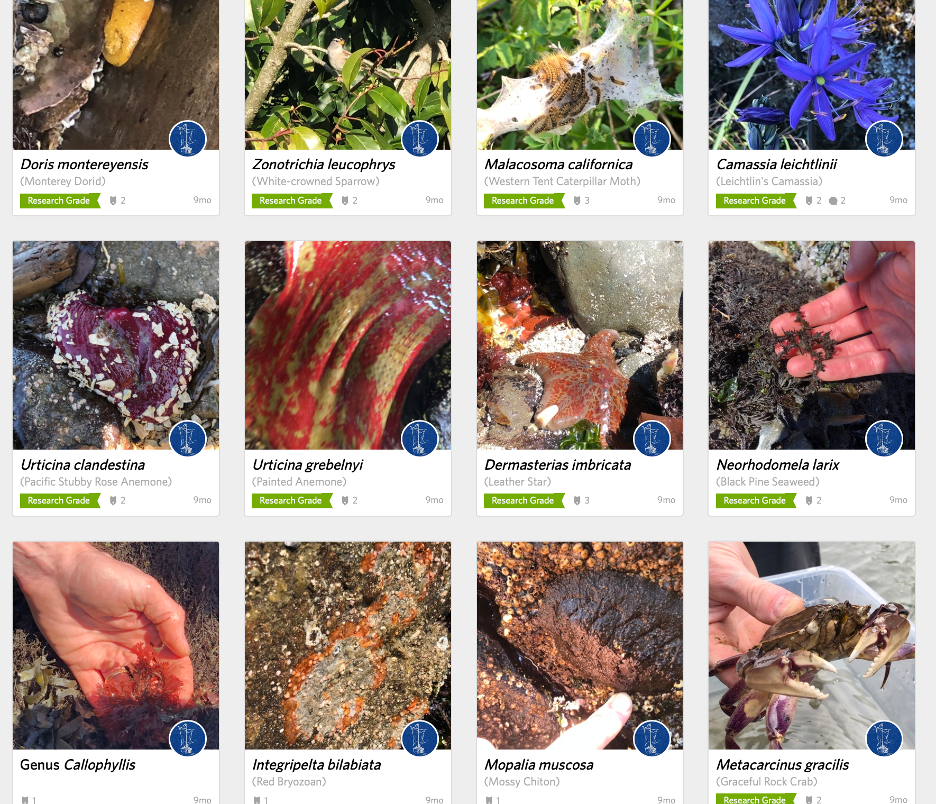 Doris montereyensis
(Monterey Dorid)
Research Grade 2 9mo
Zonotrichia leucophrys
(White-crowned Sparrow)
Research Grade 2 9mo
Malacosoma californica
(Western Tent Caterpillar Moth)
Research Grade 3 9mo
Camassia leichtlinii
(Leichtlin's Camassia)
Research Grade 2 2 9mo
Urticina clandestina
(Pacific Stubby Rose Anemone)
Research Grade 2 9mo
Urticina grebelnyi
(Painted Anemone)
Research Grade 2 9mo
Dermasterias imbricata
(Leather Star)
Research Grade 3 9mo
Neorhodomela larix
(Black Pine Seaweed)
Research Grade 2 9mo
Genus Callophyllis
1 9mo
Integripelta bilabiata
(Red Bryozoan)
1 9mo
Mopalia muscosa
(Mossy Chiton)
1 9mo
Metacarcinus gracilis
(Graceful Rock Crab)
Research Grade 2 9mo